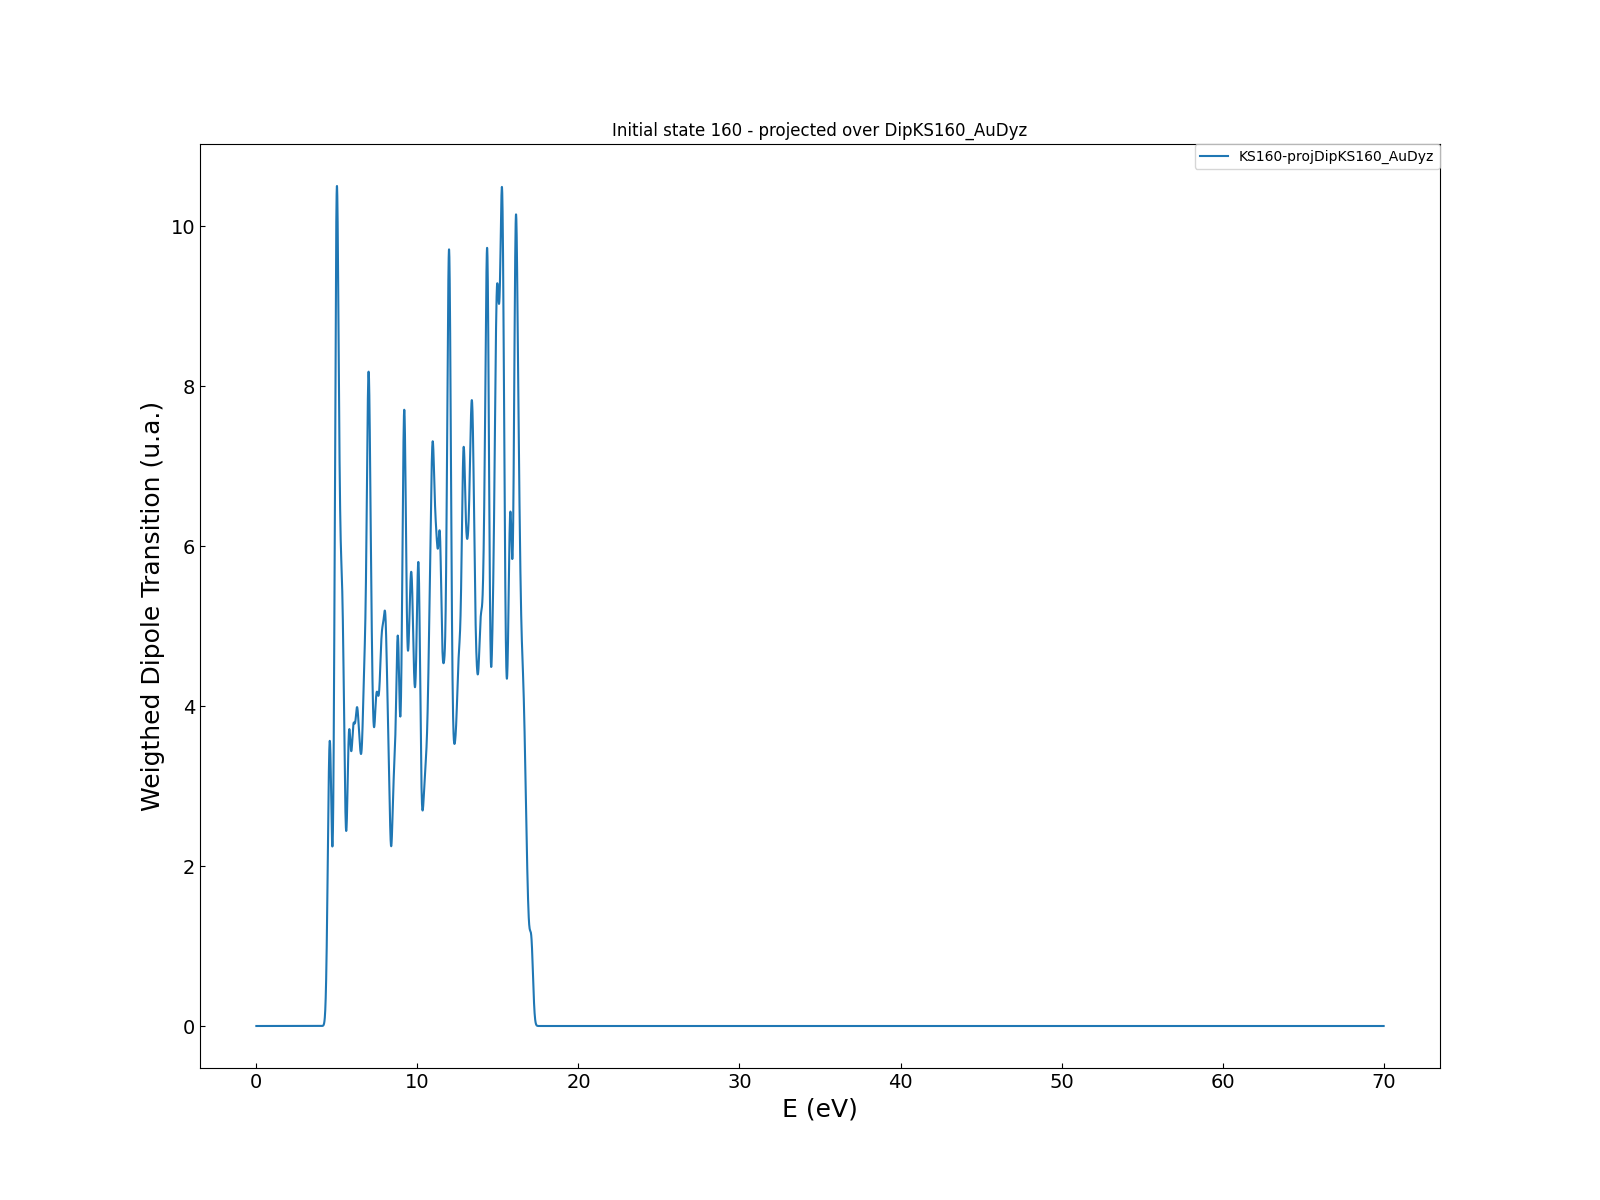 Initial state 160 - projected over DipKS160_AuDyz
KS160-projDipKS160_AuDyz
Weigthed Dipole Transition (u.a.)
10
8
6
4
2
0
0 10 20 30 40 50 60 70
E (eV)